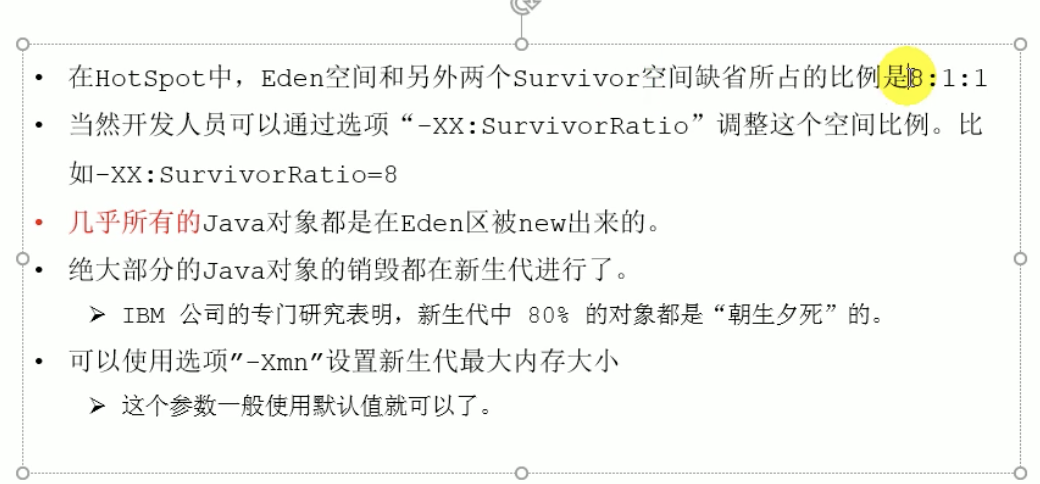 • 在HotSpot中，Eden空间和另外两个Survivor空间缺省所占的比例是8:1:1
• 当然开发人员可以通过选项“-XX:SurvivorRatio”调整这个空间比例。比
如-XX:SurvivorRatio=8
• 几乎所有的Java对象都是在Eden区被new出来的。
• 绝大部分的Java对象的销毁都在新生代进行了。
➢ IBM 公司的专门研究表明，新生代中 80% 的对象都是“朝生夕死”的。
• 可以使用选项"-Xmn"设置新生代最大内存大小
➢ 这个参数一般使用默认值就可以了。